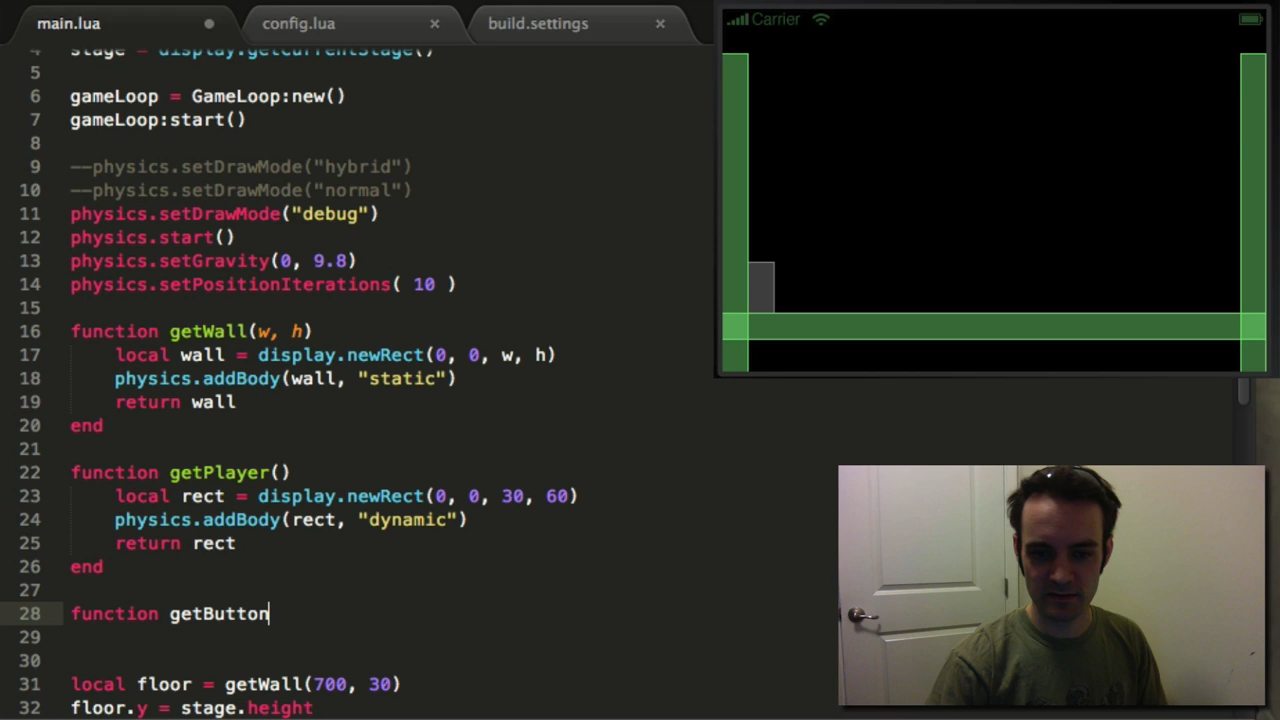 main.lua
config.lua
build.settings
Carrier
4 stage = display.getCurrentStage()
5
6 gameLoop = GameLoop:new()
7 gameLoop:start()
8
9 --physics.setDrawMode("hybrid")
10 --physics.setDrawMode("normal")
11 physics.setDrawMode("debug")
12 physics.start()
13 physics.setGravity(0, 9.8)
14 physics.setPositionIterations( 10 )
15
16 function getWall(w, h)
17 local wall = display.newRect(0, 0, w, h)
18 physics.addBody(wall, "static")
19 return wall
20 end
21
22 function getPlayer()
23 local rect = display.newRect(0, 0, 30, 60)
24 physics.addBody(rect, "dynamic")
25 return rect
26 end
27
28 function getButton
29
30
31 local floor = getWall(700, 30)
32 floor.y = stage.height